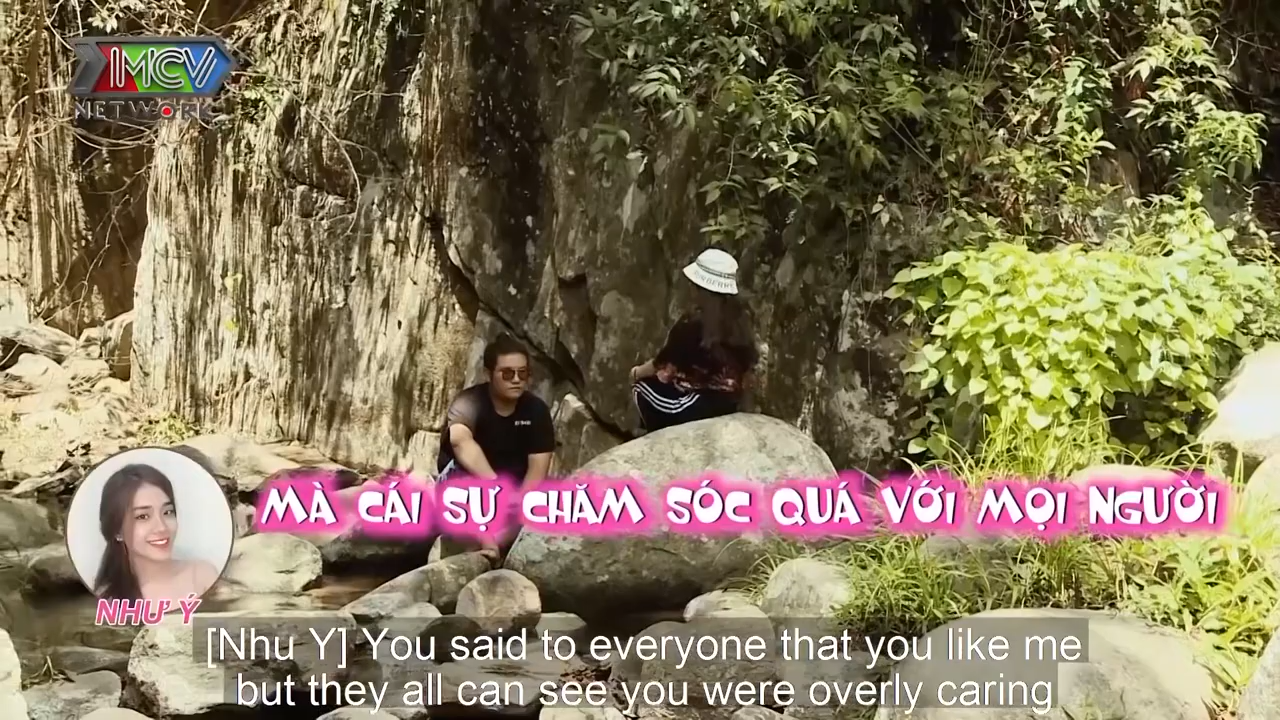 MCV
NETWORK
MÀ CÁI SỰ CHĂM SÓC QUÁ VỚI MỌI NGƯỜI
NHƯ Ý
[Nhu Y] You said to everyone that you like me
but they all can see you were overly caring